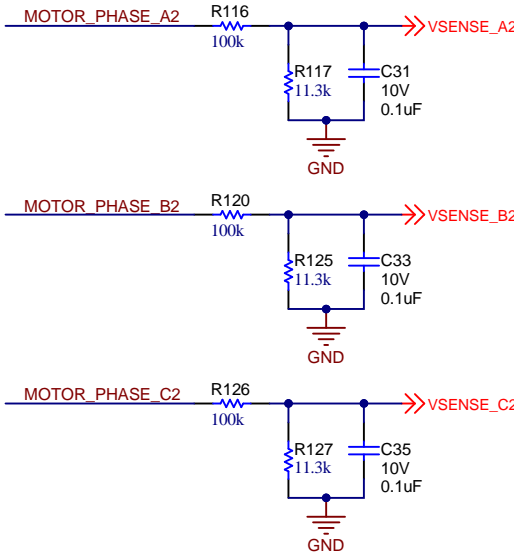 MOTOR_PHASE_A2
R116
100k
VSENSE_A2
R117
11.3k
C31
10V
0.1uF
GND
MOTOR_PHASE_B2
R120
100k
VSENSE_B2
R125
11.3k
C33
10V
0.1uF
GND
MOTOR_PHASE_C2
R126
100k
VSENSE_C2
R127
11.3k
C35
10V
0.1uF
GND